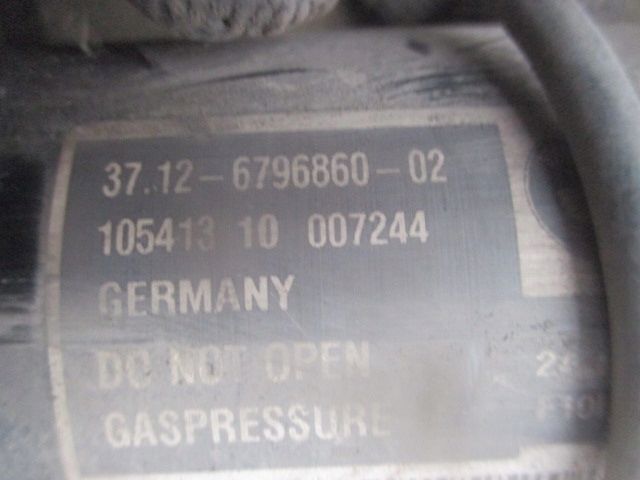 37.12-6796860-02
105413 10 007244
GERMANY
DO NOT OPEN
GASPRESSURE